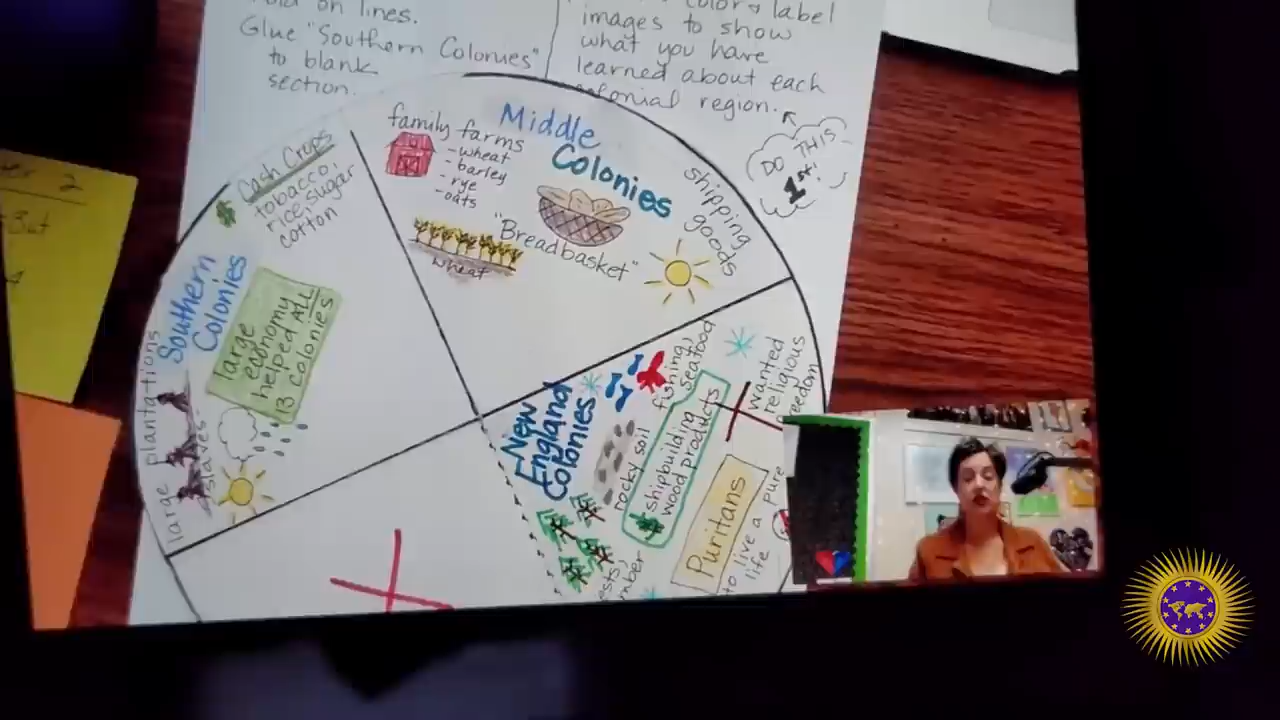 on lines.
Glue "Southern Colonies"
to blank
section.
color & label
images to show
what you have
learned about each
colonial region.
DO THIS
1st!
Middle
Colonies
family farms
- wheat
- barley
- rye
- oats
"Breadbasket"
wheat
shipping
goods
$ Cash Crops
tobacco,
rice, sugar
cotton
Southern
Colonies
large
economy
helped ALL
13 colonies
large plantations
slaves
New
England
Colonies
fishing,
seafood
rocky soil
shipbuilding
wood products
$
wanted
religious
freedom
Puritans
to live a pure
life
2